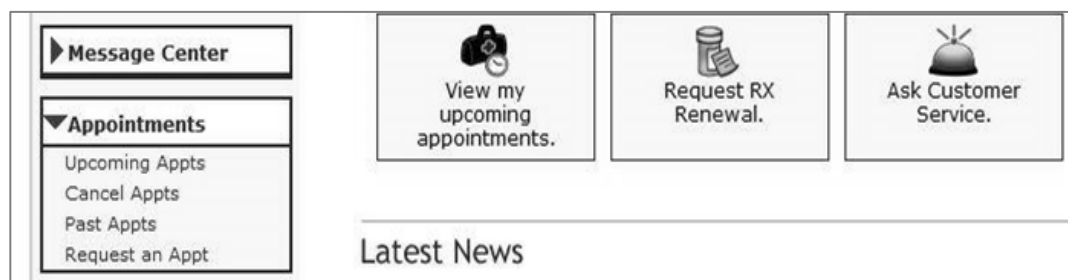 Message Center
Appointments
Upcoming Appts
Cancel Appts
Past Appts
Request an Appt
View my
upcoming
appointments.
Request RX
Renewal.
Ask Customer
Service.
Latest News